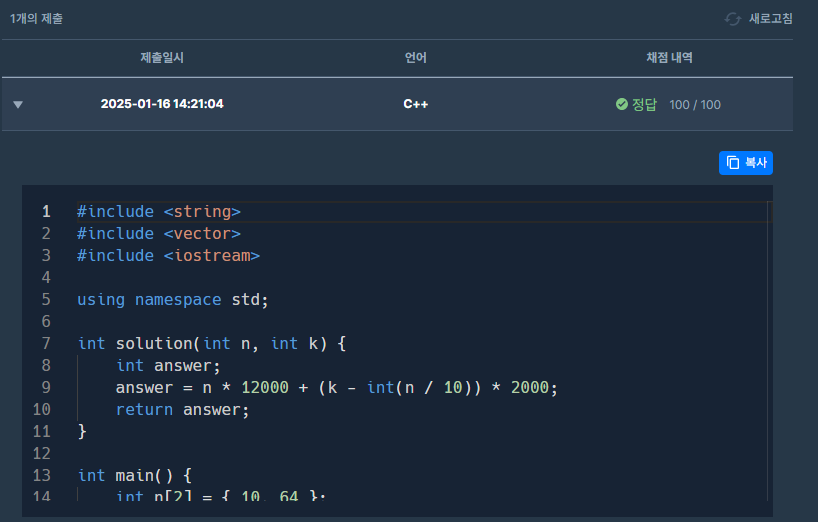 1개의 제출
새로고침
제출일시 언어 채점 내역
▼ 2025-01-16 14:21:04 C++ 정답 100 / 100
복사
1 #include <string>
2 #include <vector>
3 #include <iostream>
4
5 using namespace std;
6
7 int solution(int n, int k) {
8     int answer;
9     answer = n * 12000 + (k - int(n / 10)) * 2000;
10     return answer;
11 }
12
13 int main() {
14     int n[2] = { 10, 64 };